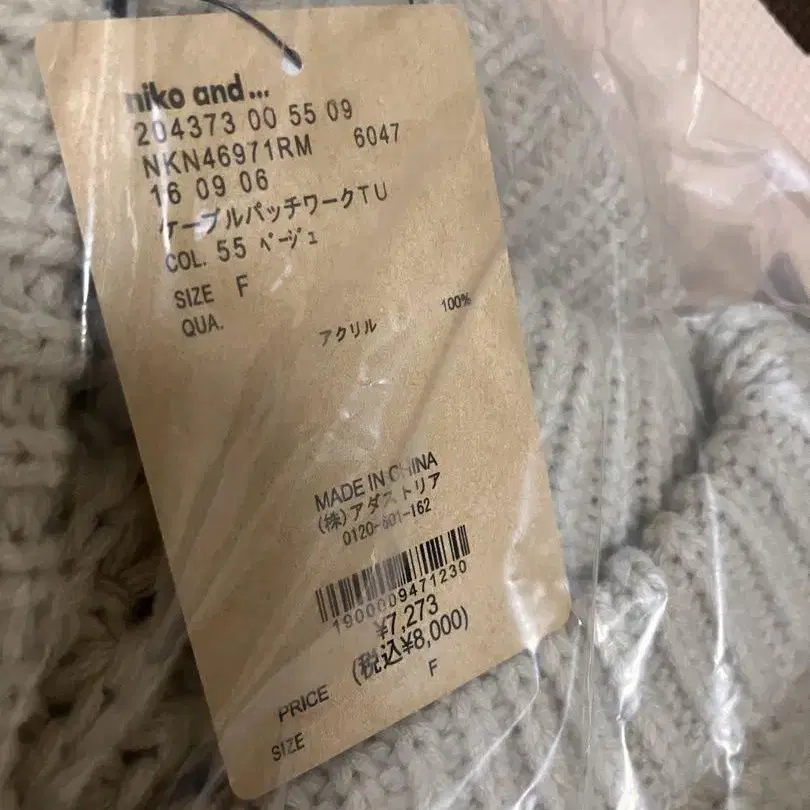 niko and...
204373 00 55 09
NKN46971RM 6047
16 09 06
ケーブルパッチワークTU
COL. 55 ベージュ
SIZE F
QUA.
アクリル 100%
MADE IN CHINA
(株)アダストリア
0120-601-162
1900009471230
¥7,273
(税込¥8,000)
PRICE
F
SIZE